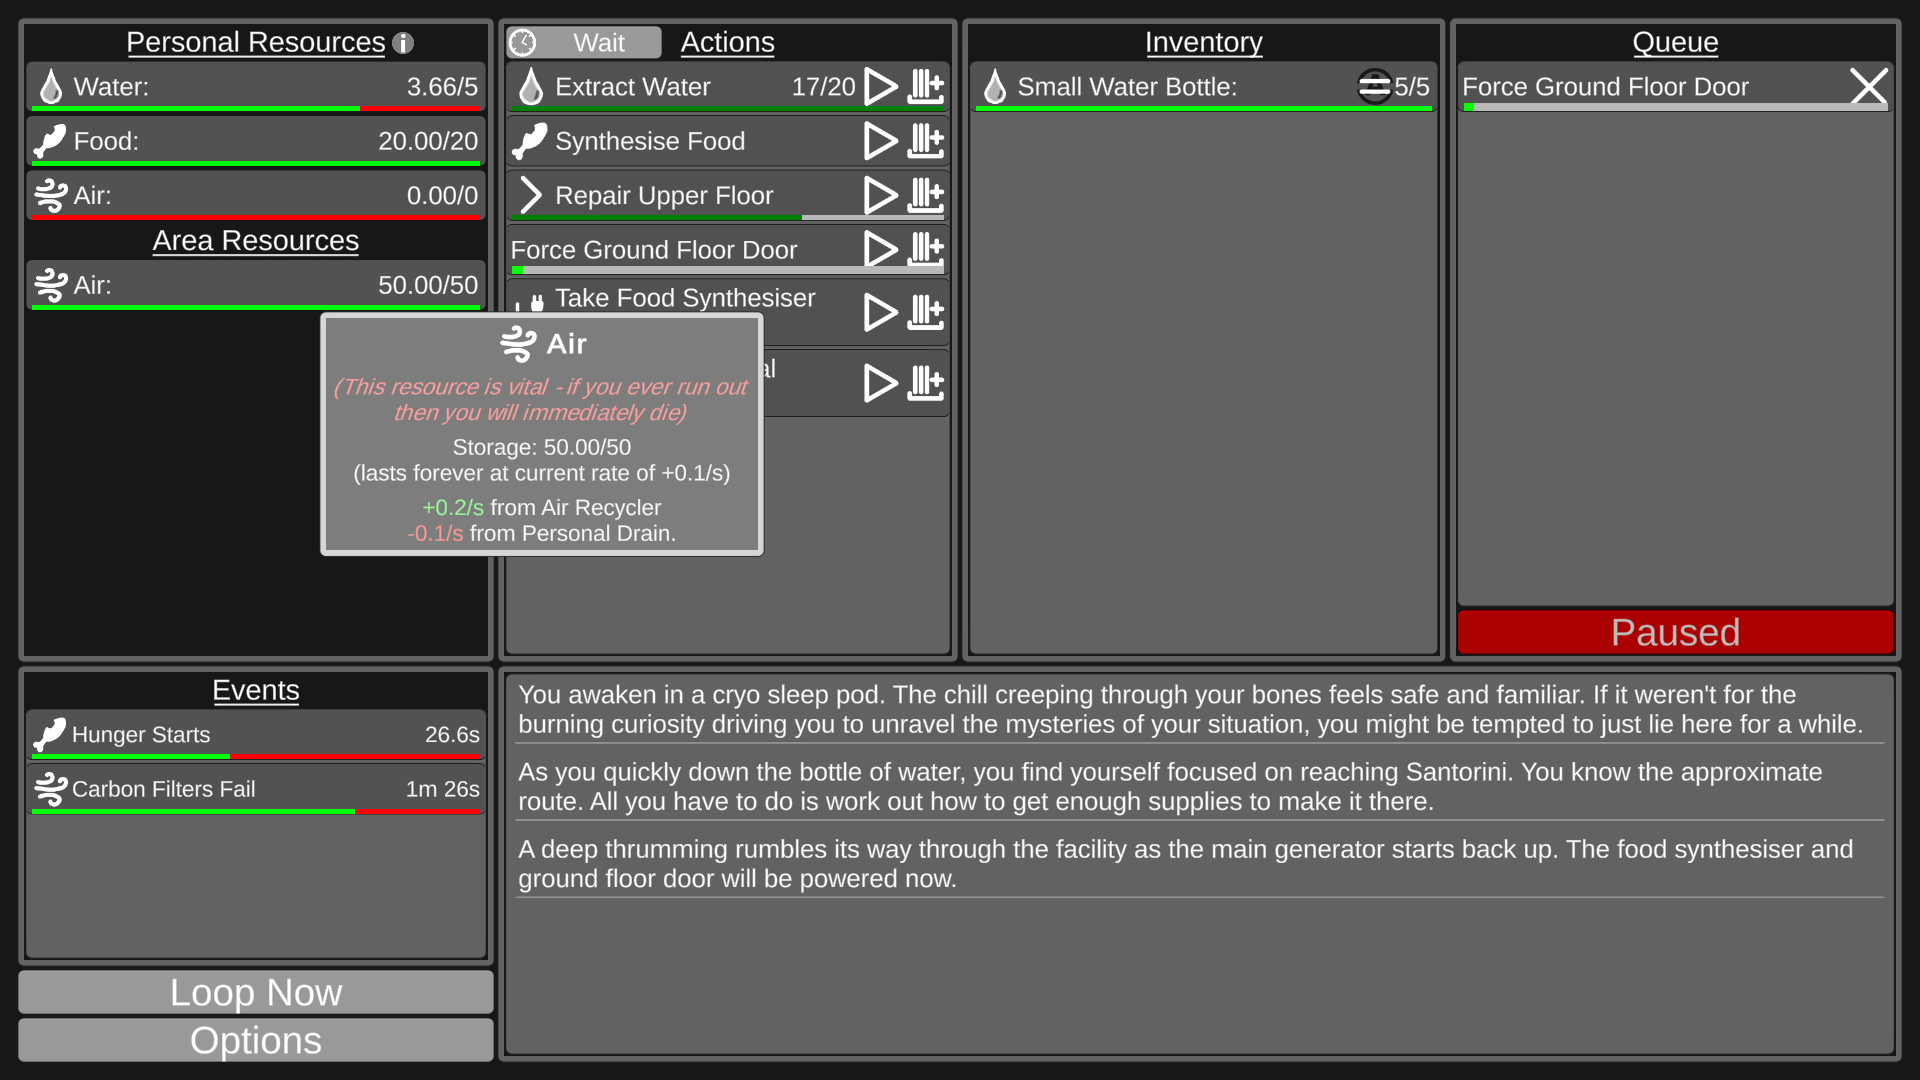 Personal Resources
Water: 3.66/5
Food: 20.00/20
Air: 0.00/0
Area Resources
Air: 50.00/50
Wait
Actions
Extract Water 17/20
Synthesise Food
Repair Upper Floor
Force Ground Floor Door
Take Food Synthesiser
Air
(This resource is vital - if you ever run out
then you will immediately die)
Storage: 50.00/50
(lasts forever at current rate of +0.1/s)
+0.2/s from Air Recycler
-0.1/s from Personal Drain.
Inventory
Small Water Bottle: 5/5
Queue
Force Ground Floor Door
Paused
Events
Hunger Starts 26.6s
Carbon Filters Fail 1m 26s
Loop Now
Options
You awaken in a cryo sleep pod. The chill creeping through your bones feels safe and familiar. If it weren't for the
burning curiosity driving you to unravel the mysteries of your situation, you might be tempted to just lie here for a while.
As you quickly down the bottle of water, you find yourself focused on reaching Santorini. You know the approximate
route. All you have to do is work out how to get enough supplies to make it there.
A deep thrumming rumbles its way through the facility as the main generator starts back up. The food synthesiser and
ground floor door will be powered now.